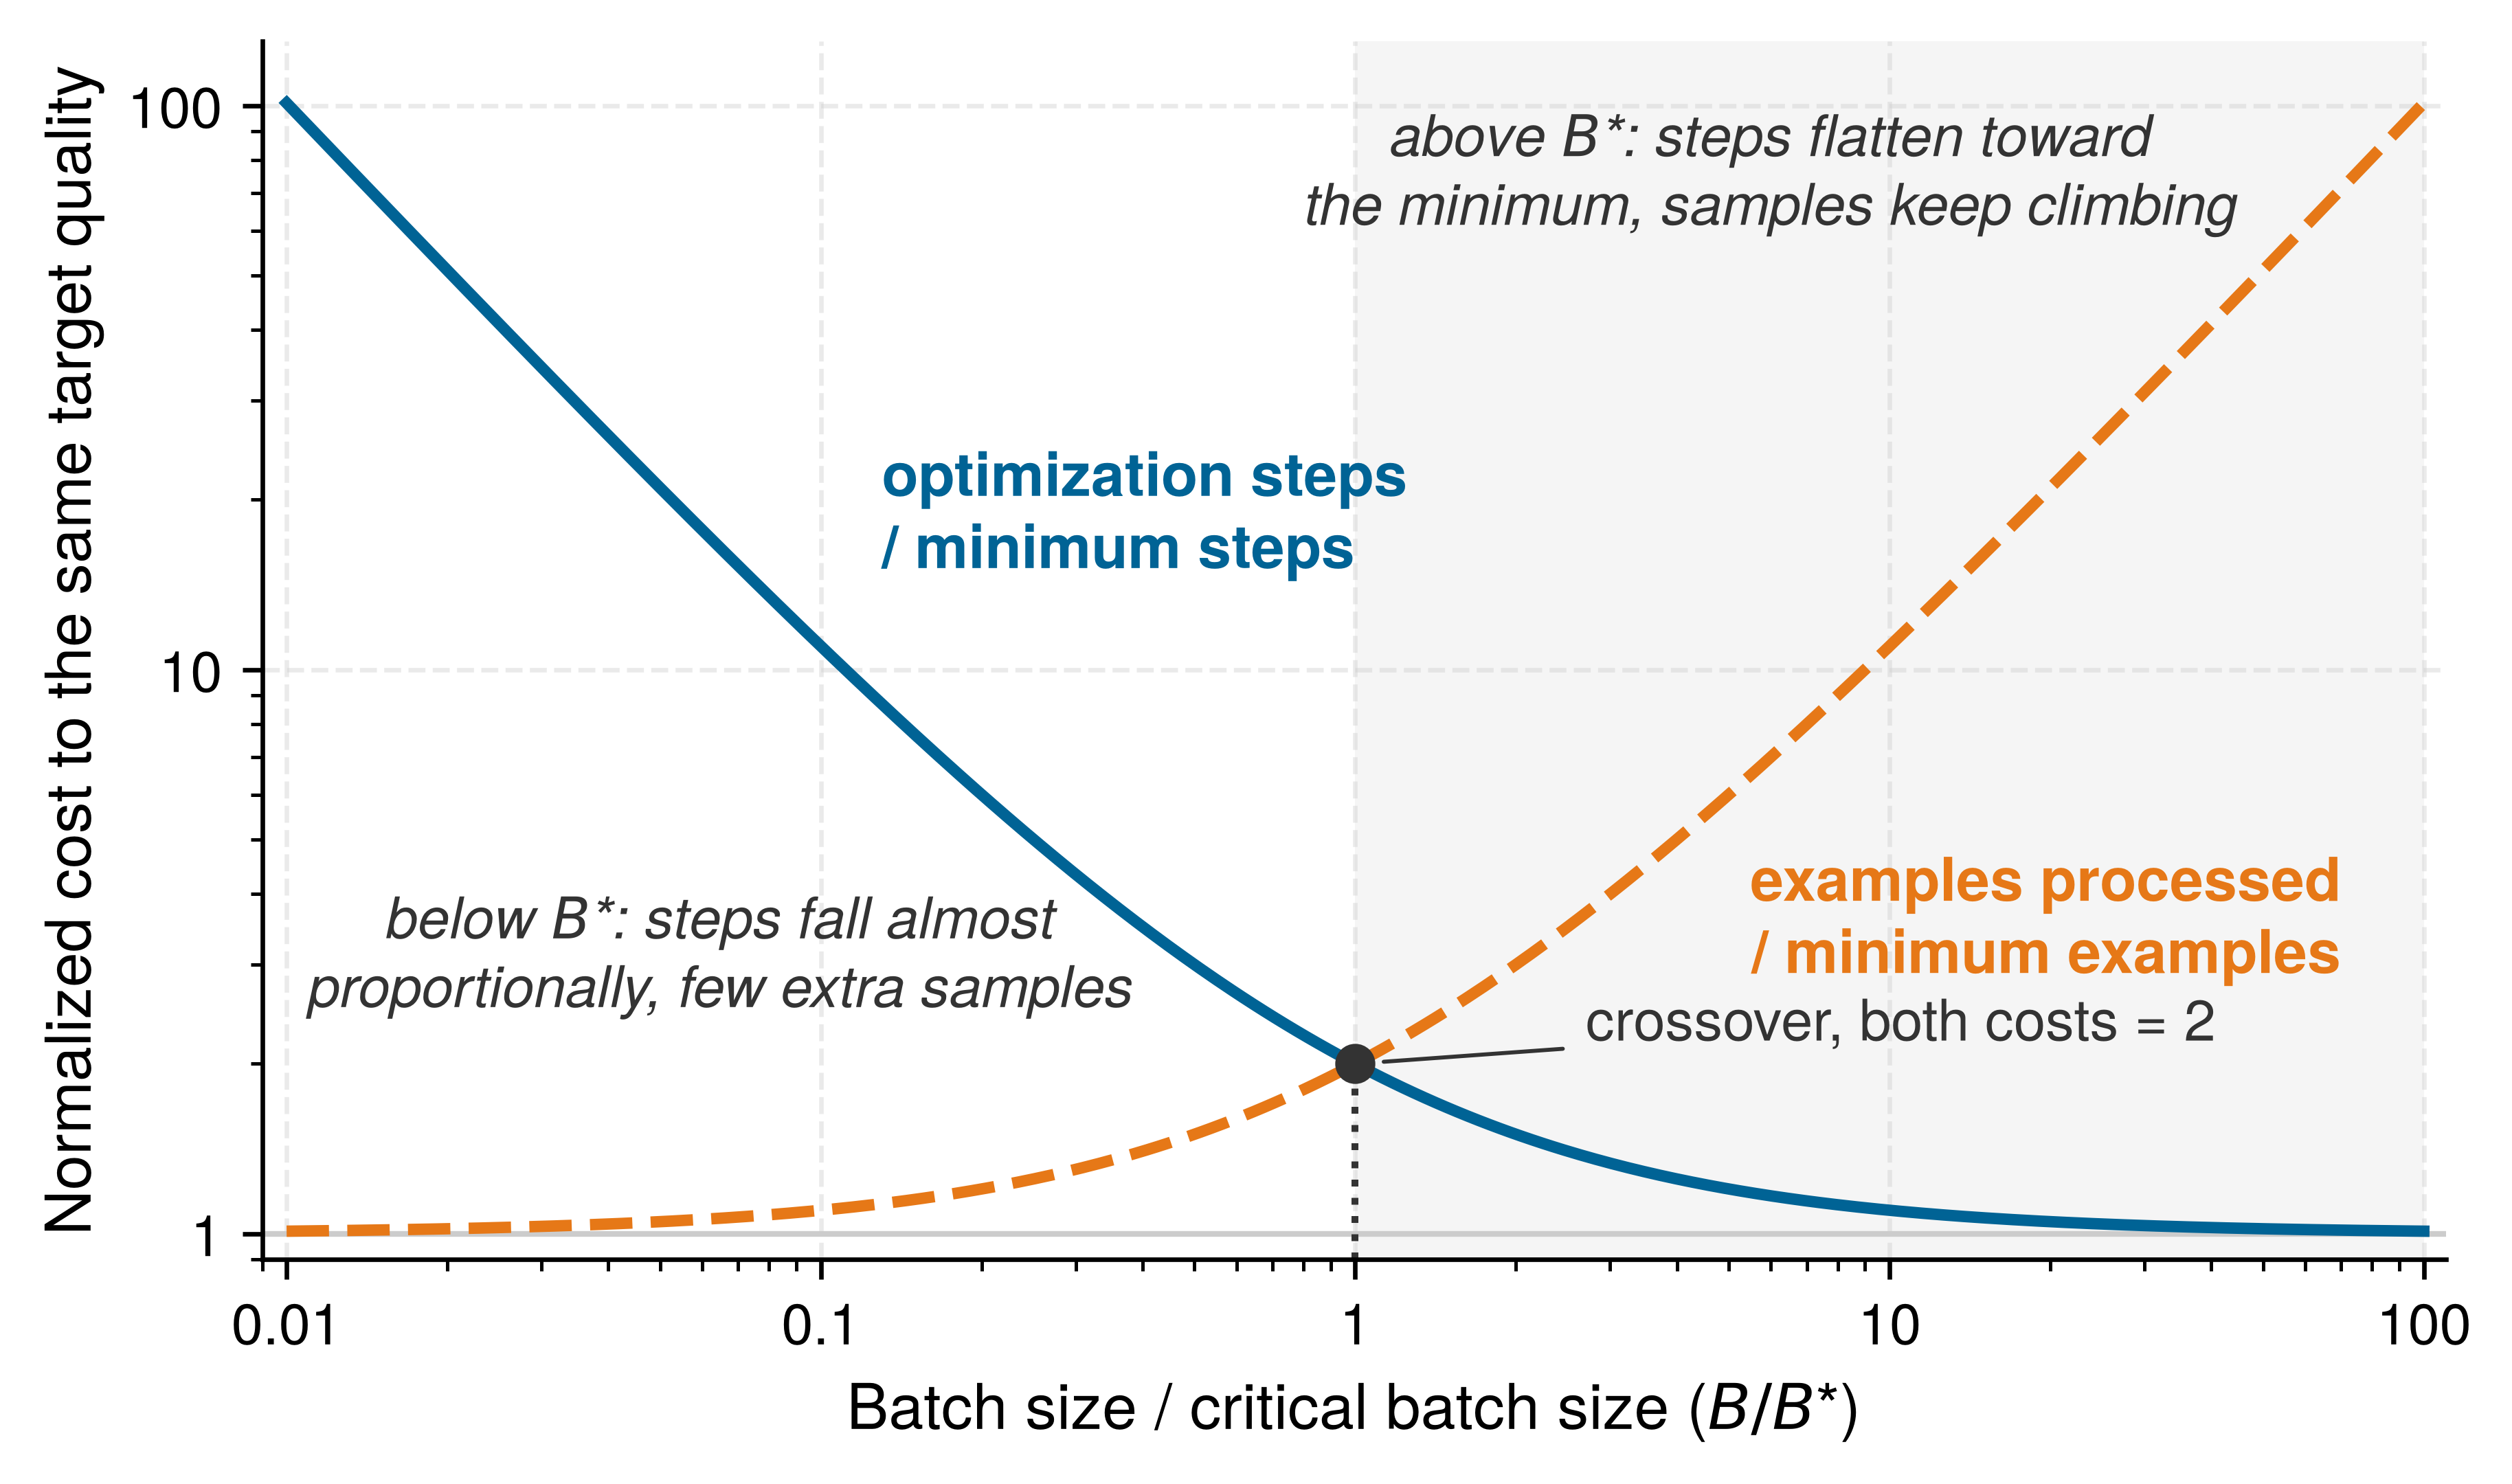 Normalized cost to the same target quality
100
10
1
above B*: steps flatten toward
the minimum, samples keep climbing
optimization steps
/ minimum steps
examples processed
/ minimum examples
below B*: steps fall almost
proportionally, few extra samples
crossover, both costs = 2
0.01
0.1
1
10
100
Batch size / critical batch size (B/B*)